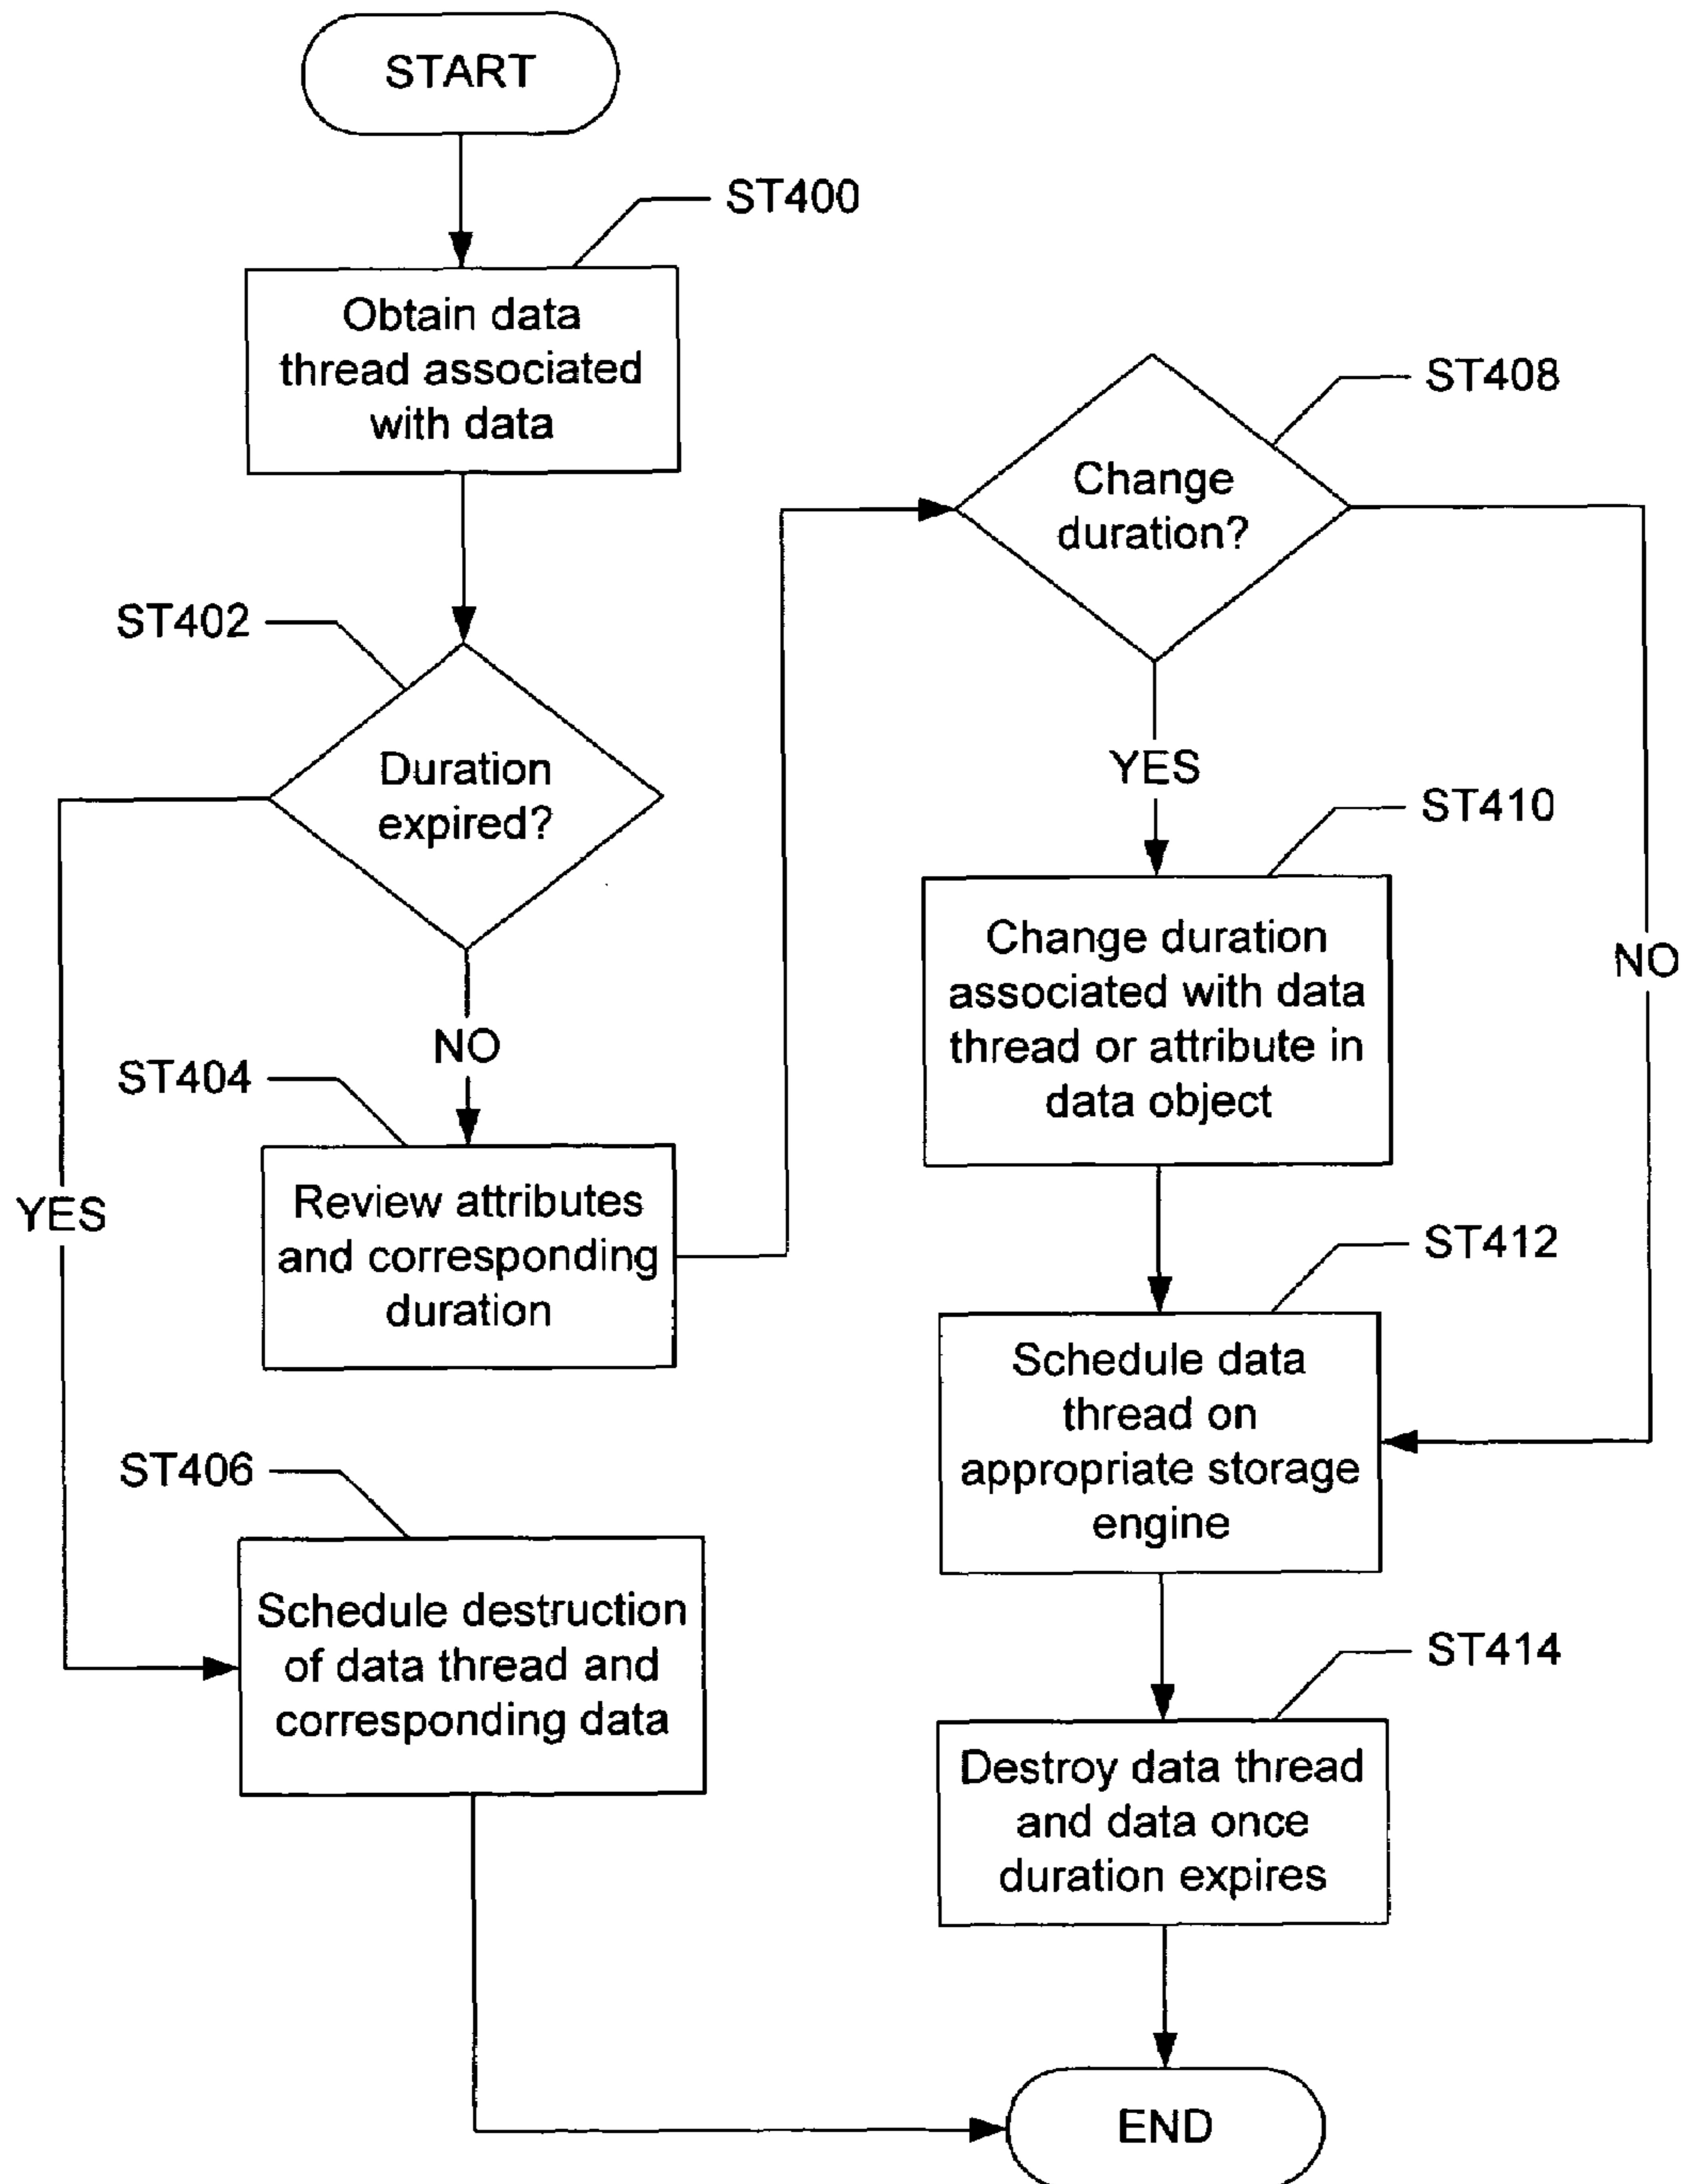 START
ST400
Obtain data
thread associated
with data
ST402
Duration
expired?
NO
YES
ST404
Review attributes
and corresponding
duration
ST406
Schedule destruction
of data thread and
corresponding data
ST408
Change
duration?
YES
NO
ST410
Change duration
associated with data
thread or attribute in
data object
ST412
Schedule data
thread on
appropriate storage
engine
ST414
Destroy data thread
and data once
duration expires
END